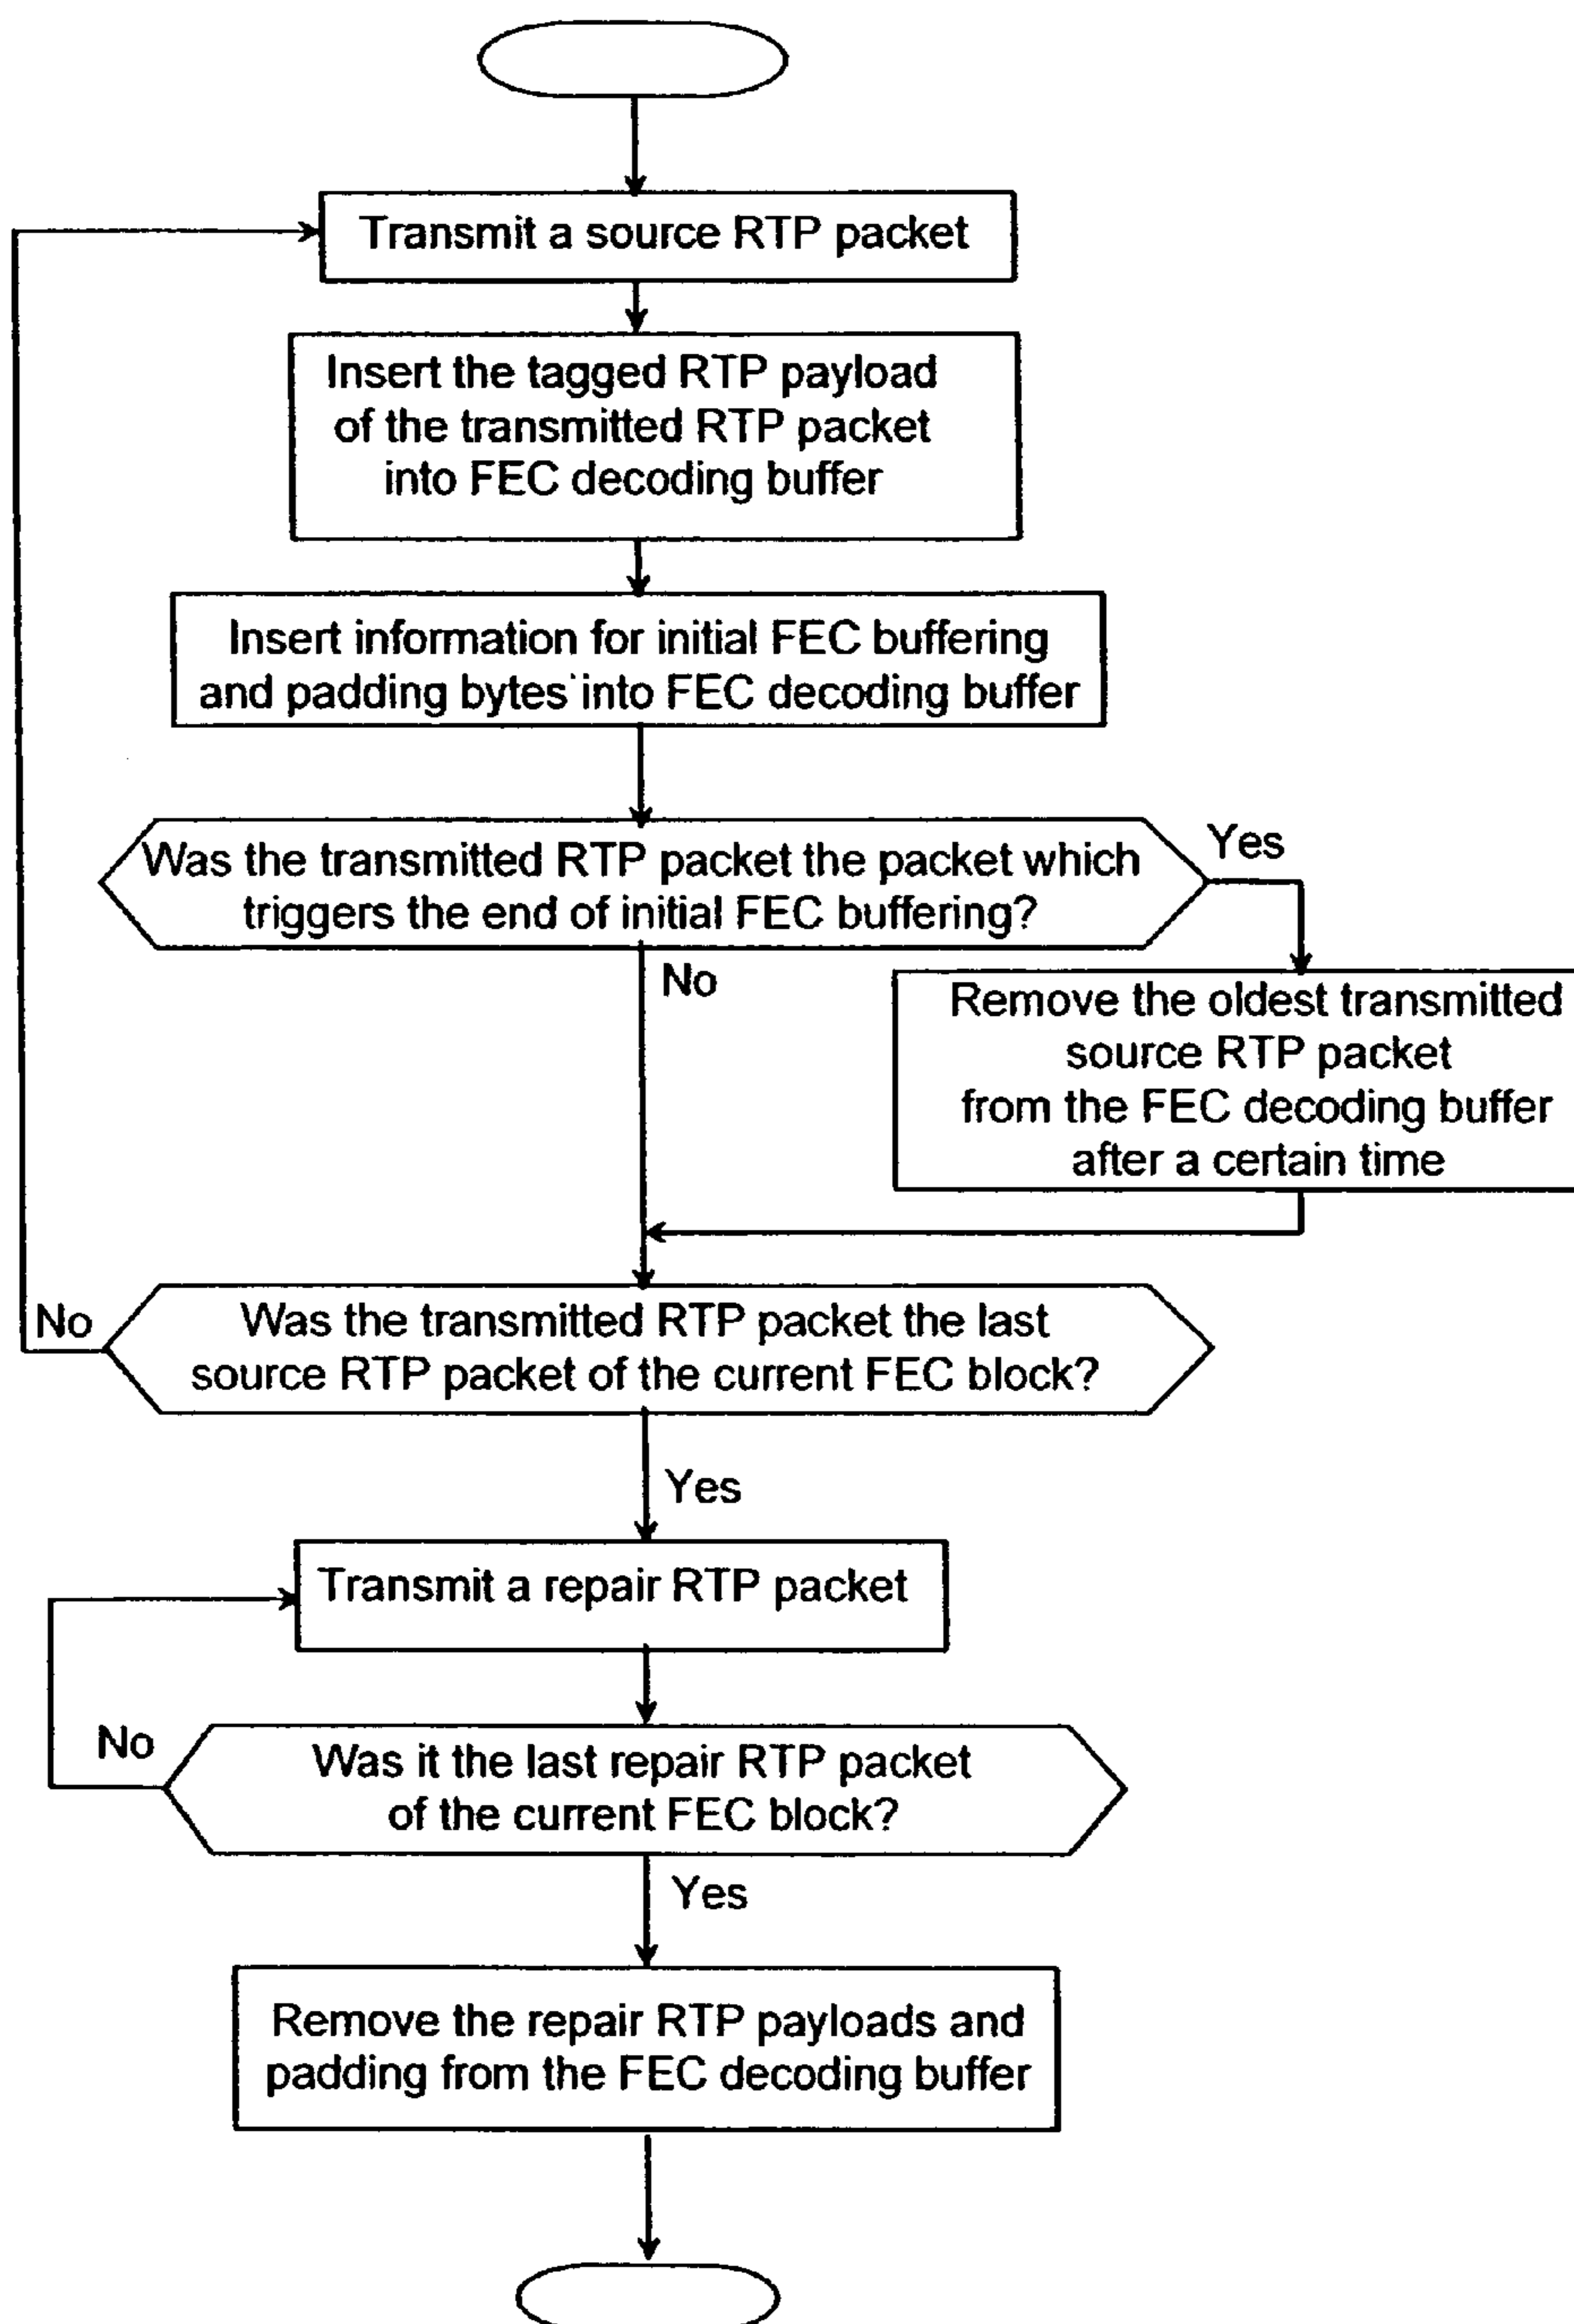 Transmit a source RTP packet
Insert the tagged RTP payload
of the transmitted RTP packet
into FEC decoding buffer
Insert information for initial FEC buffering
and padding bytes into FEC decoding buffer
Was the transmitted RTP packet the packet which
triggers the end of initial FEC buffering?
Yes
No
Remove the oldest transmitted
source RTP packet
from the FEC decoding buffer
after a certain time
No
Was the transmitted RTP packet the last
source RTP packet of the current FEC block?
Yes
Transmit a repair RTP packet
No
Was it the last repair RTP packet
of the current FEC block?
Yes
Remove the repair RTP payloads and
padding from the FEC decoding buffer